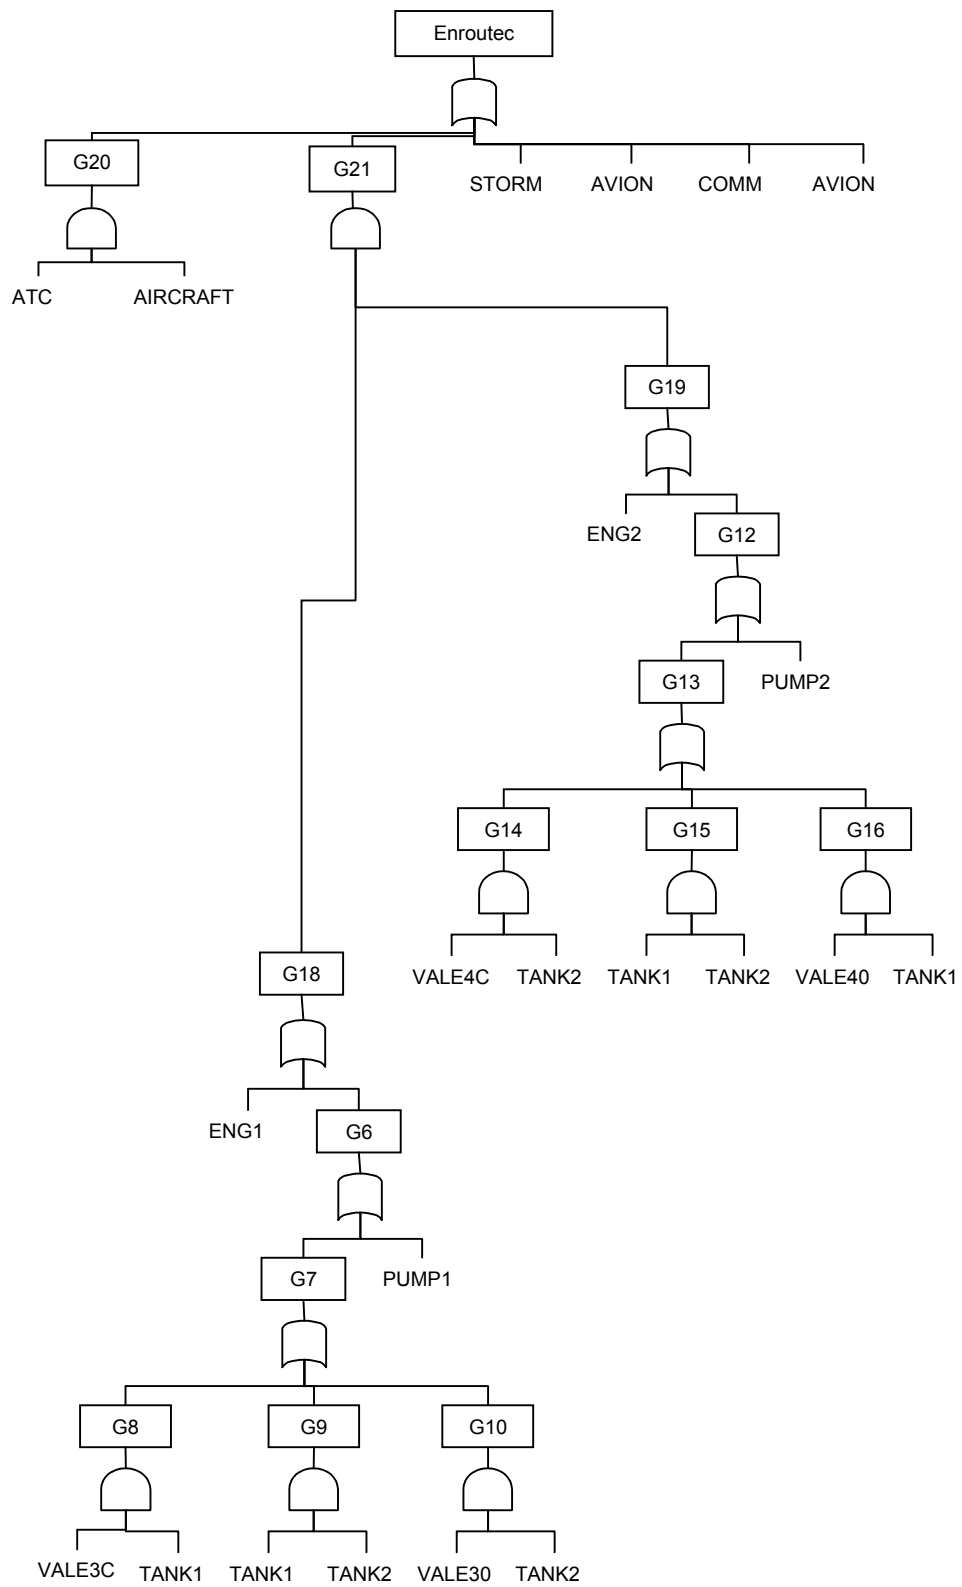 Enroutec
G20
G21
STORM AVION COMM AVION
ATC AIRCRAFT
G19
ENG2
G12
G13
PUMP2
G14 G15 G16
VALE4C TANK2 TANK1 TANK2 VALE40 TANK1
G18
ENG1
G6
G7
PUMP1
G8 G9 G10
VALE3C TANK1 TANK1 TANK2 VALE30 TANK2